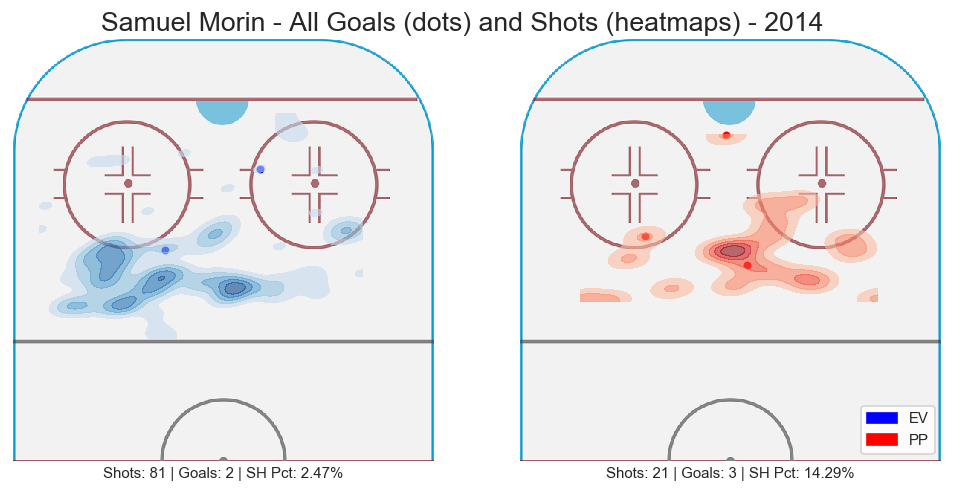 Samuel Morin - All Goals (dots) and Shots (heatmaps) - 2014
EV
PP
Shots: 81 | Goals: 2 | SH Pct: 2.47%
Shots: 21 | Goals: 3 | SH Pct: 14.29%